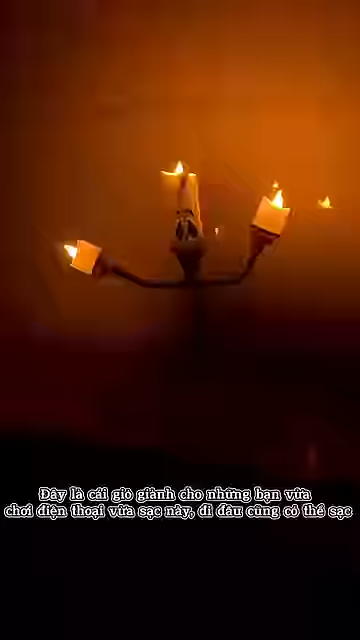 Đây là cái giò giành cho những bạn vừa
chơi điện thoại vừa sạc này, đi đâu cũng có thể sạc